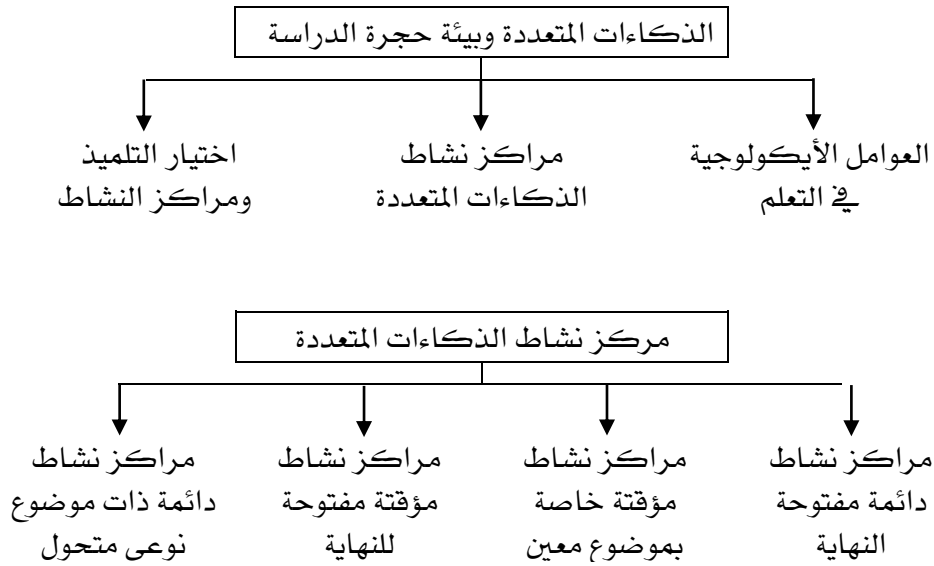 الذكاءات المتعددة وبيئة حجرة الدراسة
العوامل الأيكولوجية
في التعلم
مراكز نشاط
الذكاءات المتعددة
اختيار التلميذ
ومراكز النشاط
مركز نشاط الذكاءات المتعددة
مراكز نشاط
دائمة مفتوحة
النهاية
مراكز نشاط
مؤقتة خاصة
بموضوع معين
مراكز نشاط
مؤقتة مفتوحة
للنهاية
مراكز نشاط
دائمة ذات موضوع
نوعى متحول